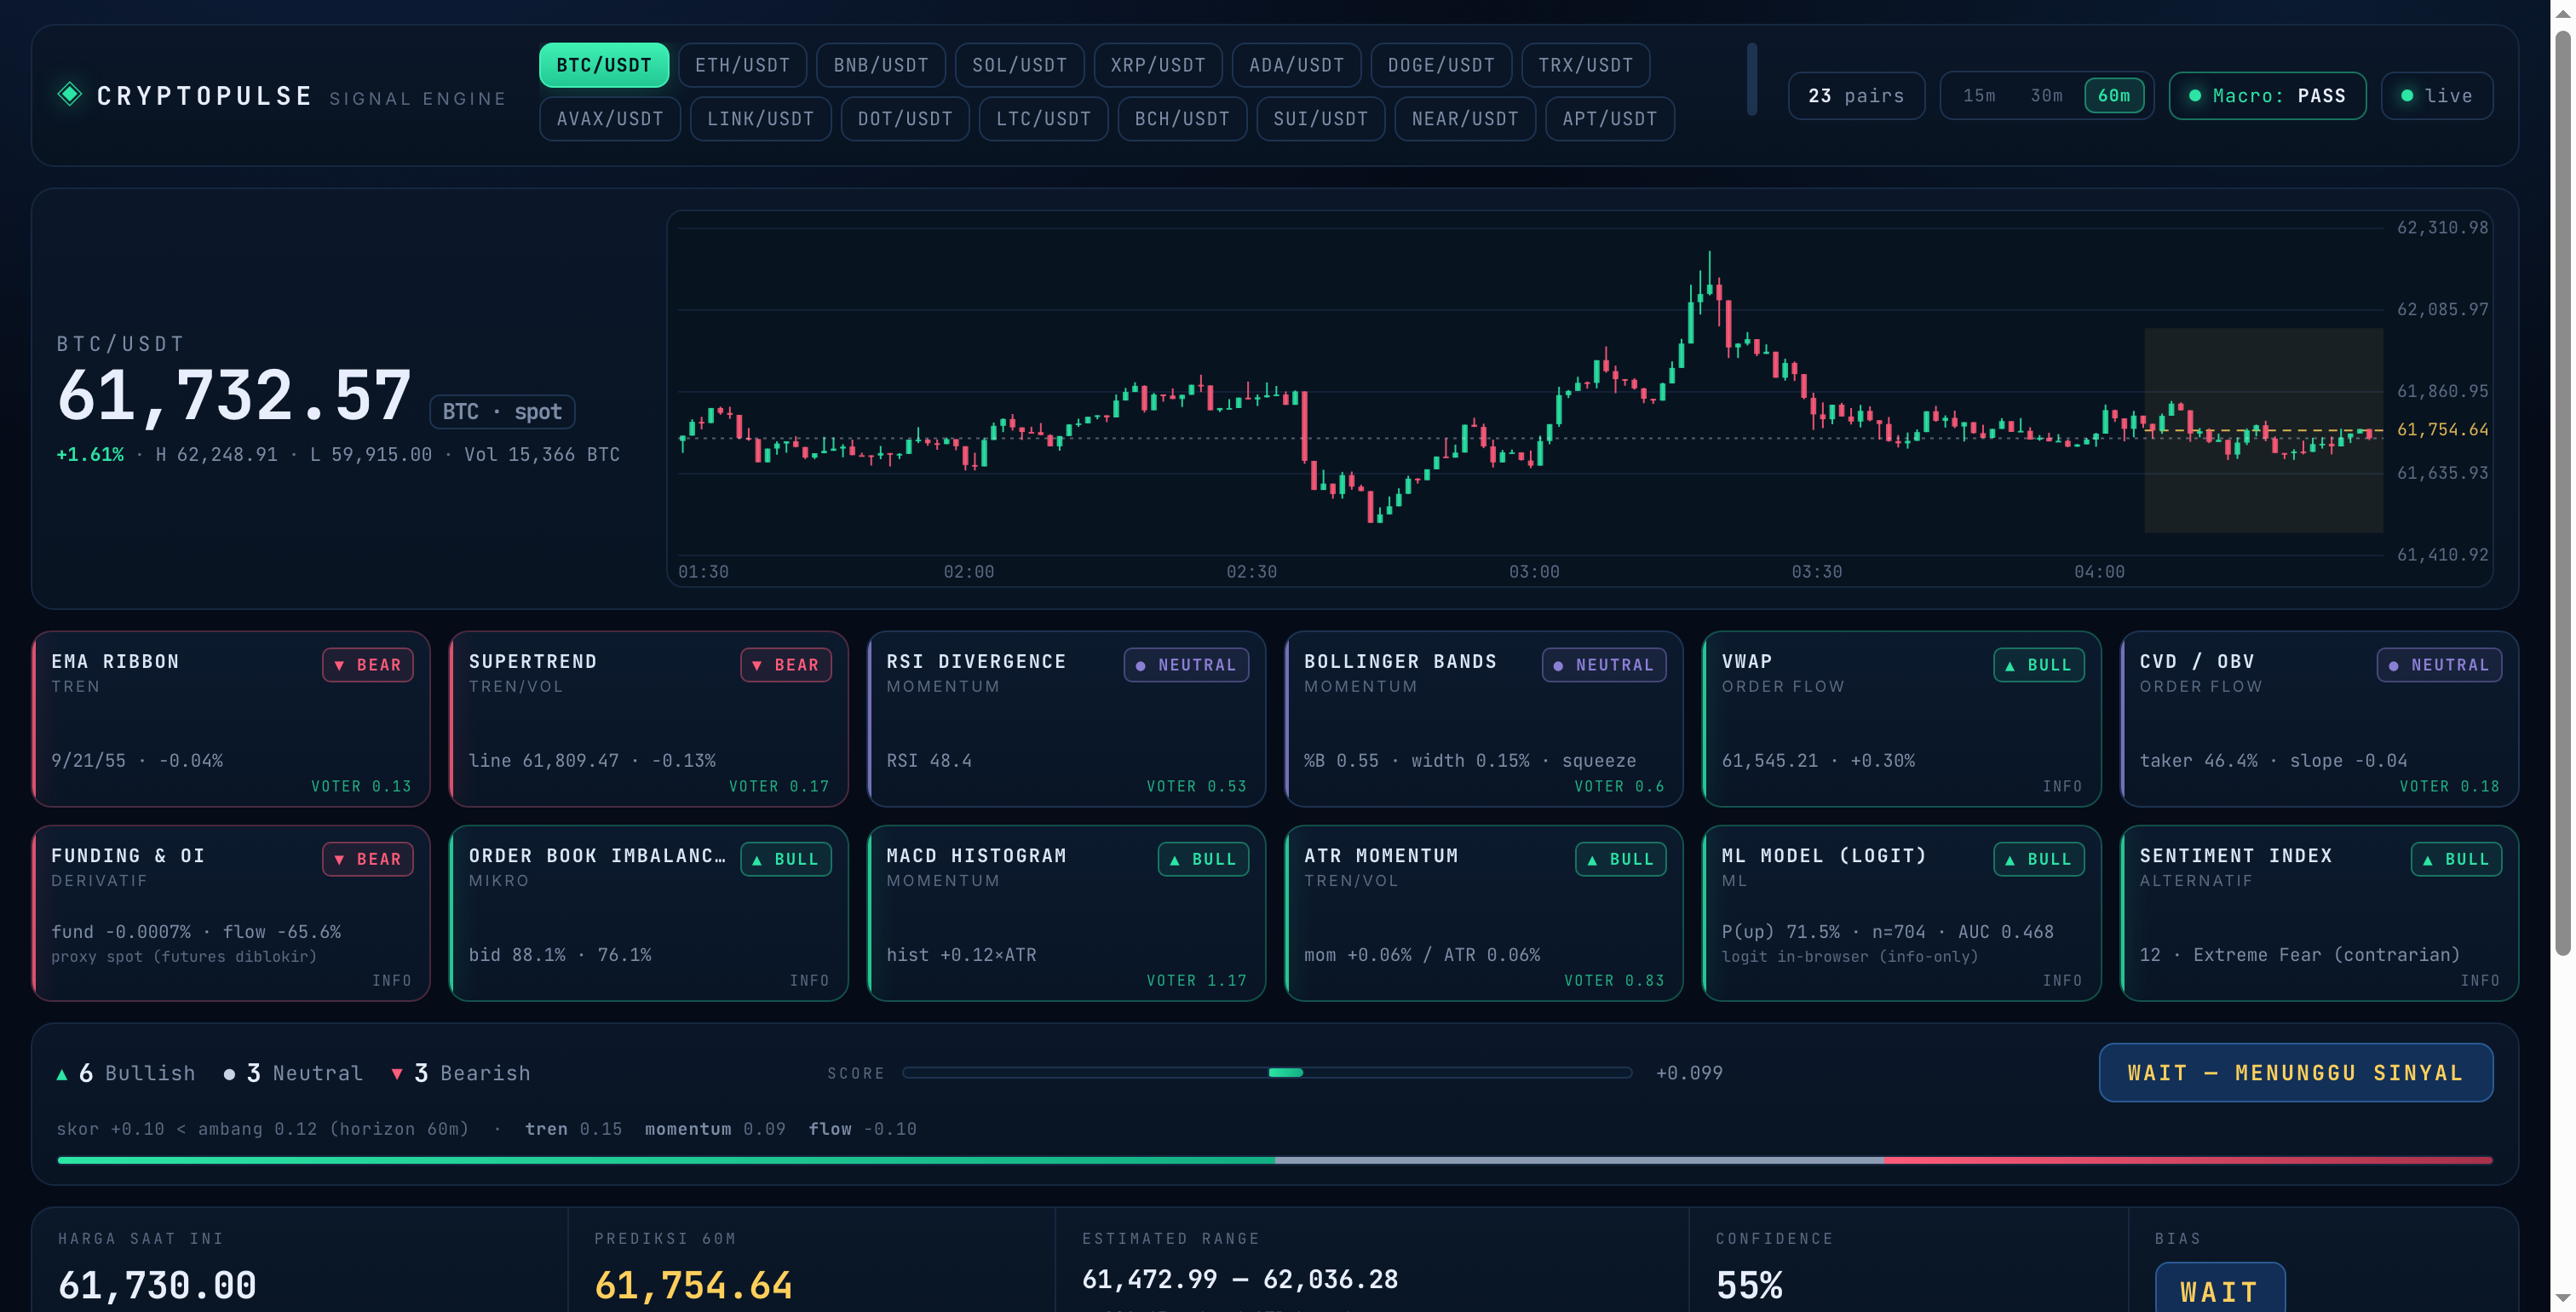 CRYPTOPULSE SIGNAL ENGINE
BTC/USDT ETH/USDT BNB/USDT SOL/USDT XRP/USDT ADA/USDT DOGE/USDT TRX/USDT
AVAX/USDT LINK/USDT DOT/USDT LTC/USDT BCH/USDT SUI/USDT NEAR/USDT APT/USDT
23 pairs 15m 30m 60m Macro: PASS live
BTC/USDT
61,732.57 BTC · spot
+1.61% · H 62,248.91 · L 59,915.00 · Vol 15,366 BTC
62,310.98
62,085.97
61,860.95
61,754.64
61,635.93
61,410.92
01:30 02:00 02:30 03:00 03:30 04:00
EMA RIBBON ▼ BEAR
TREN
9/21/55 · -0.04%
VOTER 0.13
SUPERTREND ▼ BEAR
TREN/VOL
line 61,809.47 · -0.13%
VOTER 0.17
RSI DIVERGENCE ● NEUTRAL
MOMENTUM
RSI 48.4
VOTER 0.53
BOLLINGER BANDS ● NEUTRAL
MOMENTUM
%B 0.55 · width 0.15% · squeeze
VOTER 0.6
VWAP ▲ BULL
ORDER FLOW
61,545.21 · +0.30%
INFO
CVD / OBV ● NEUTRAL
ORDER FLOW
taker 46.4% · slope -0.04
VOTER 0.18
FUNDING & OI ▼ BEAR
DERIVATIF
fund -0.0007% · flow -65.6%
proxy spot (futures diblokir)
INFO
ORDER BOOK IMBALANC… ▲ BULL
MIKRO
bid 88.1% · 76.1%
INFO
MACD HISTOGRAM ▲ BULL
MOMENTUM
hist +0.12×ATR
VOTER 1.17
ATR MOMENTUM ▲ BULL
TREN/VOL
mom +0.06% / ATR 0.06%
VOTER 0.83
ML MODEL (LOGIT) ▲ BULL
ML
P(up) 71.5% · n=704 · AUC 0.468
logit in-browser (info-only)
INFO
SENTIMENT INDEX ▲ BULL
ALTERNATIF
12 · Extreme Fear (contrarian)
INFO
▲ 6 Bullish ● 3 Neutral ▼ 3 Bearish
SCORE +0.099
WAIT — MENUNGGU SINYAL
skor +0.10 < ambang 0.12 (horizon 60m) · tren 0.15 momentum 0.09 flow -0.10
HARGA SAAT INI
61,730.00
PREDIKSI 60M
61,754.64
ESTIMATED RANGE
61,472.99 — 62,036.28
CONFIDENCE
55%
BIAS
WAIT